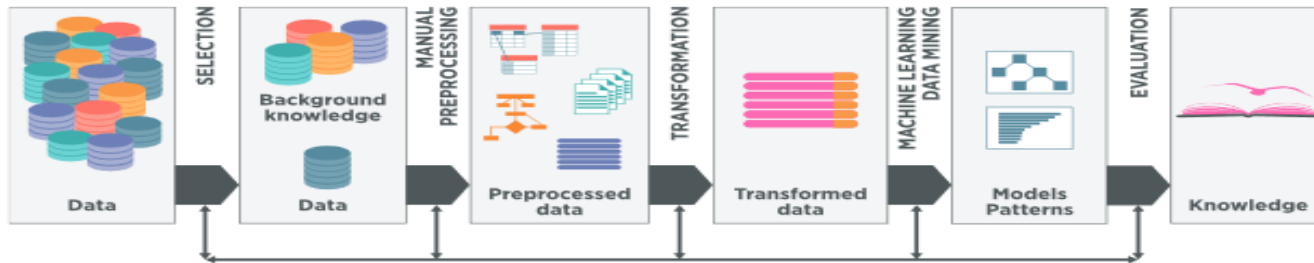 Data
SELECTION
Background
knowledge
Data
MANUAL
PREPROCESSING
Preprocessed
data
TRANSFORMATION
Transformed
data
MACHINE LEARNING
DATA MINING
Models
Patterns
EVALUATION
Knowledge